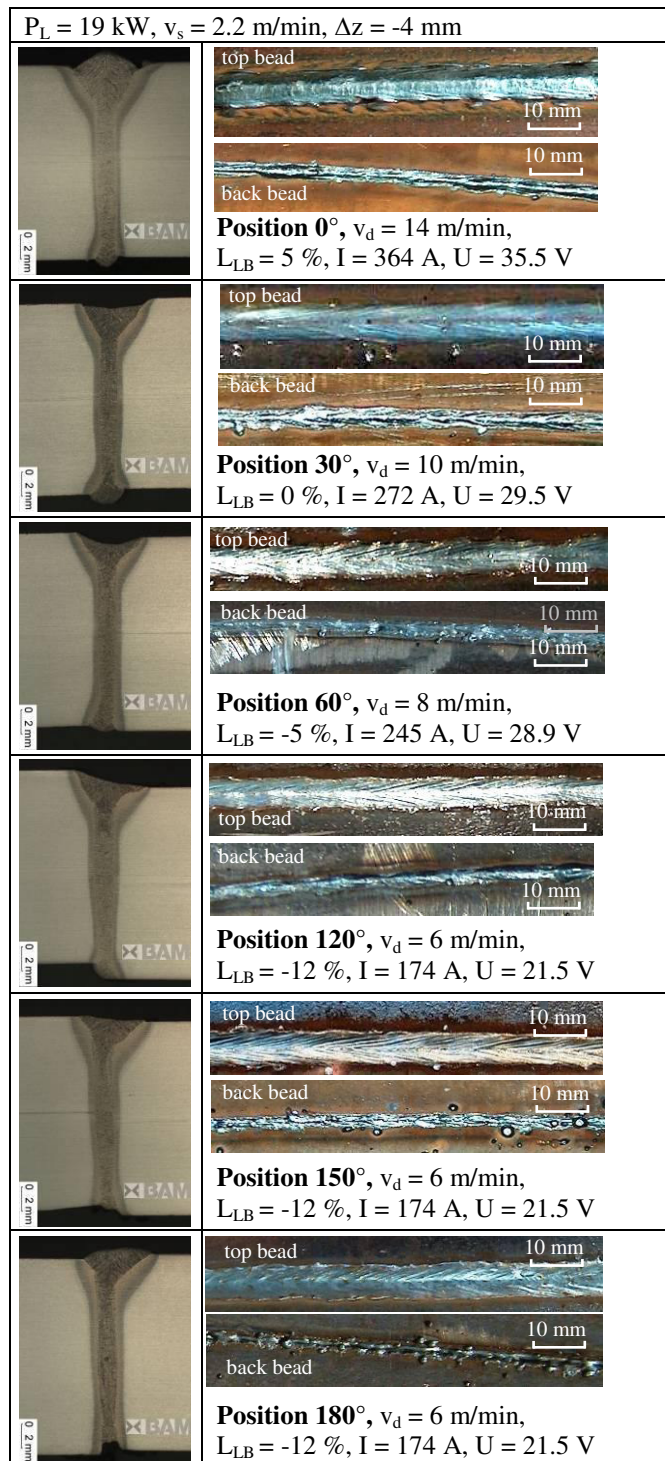 P_L = 19 kW, v_s = 2.2 m/min, Δz = -4 mm
top bead
10 mm
10 mm
back bead
BAM
0 2 mm
Position 0°, v_d = 14 m/min,
L_LB = 5 %, I = 364 A, U = 35.5 V
top bead
10 mm
back bead
10 mm
BAM
0 2 mm
Position 30°, v_d = 10 m/min,
L_LB = 0 %, I = 272 A, U = 29.5 V
top bead
10 mm
back bead
10 mm
10 mm
BAM
0 2 mm
Position 60°, v_d = 8 m/min,
L_LB = -5 %, I = 245 A, U = 28.9 V
top bead
10 mm
back bead
10 mm
BAM
0 2 mm
Position 120°, v_d = 6 m/min,
L_LB = -12 %, I = 174 A, U = 21.5 V
top bead
10 mm
back bead
10 mm
BAM
0 2 mm
Position 150°, v_d = 6 m/min,
L_LB = -12 %, I = 174 A, U = 21.5 V
top bead
10 mm
10 mm
back bead
BAM
0 2 mm
Position 180°, v_d = 6 m/min,
L_LB = -12 %, I = 174 A, U = 21.5 V